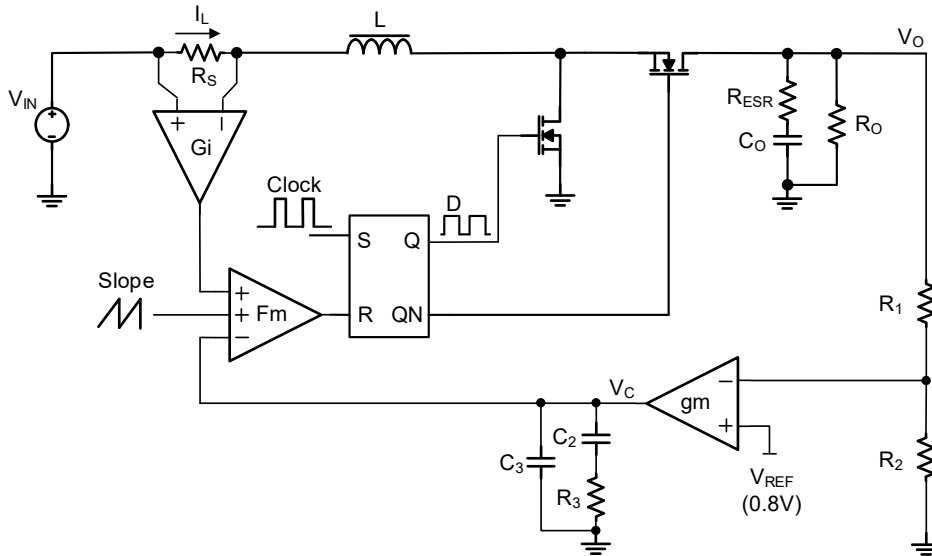 I_L
L
V_O
R_S
V_IN
+
−
+
−
Gi
R_ESR
C_O
R_O
Clock
D
S
Q
Slope
+
+
−
Fm
R
QN
R_1
V_C
gm
−
+
C_2
C_3
R_3
V_REF
(0.8V)
R_2